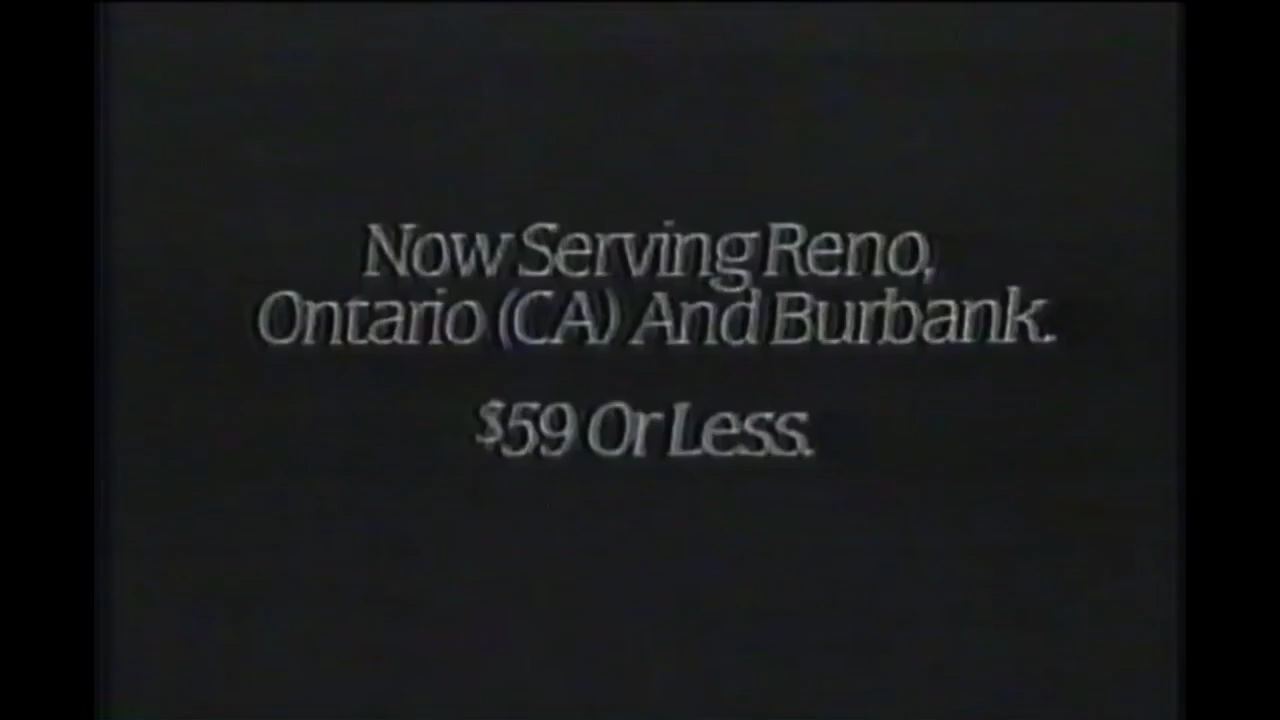 Now Serving Reno,
Ontario (CA) And Burbank.
$59 Or Less.